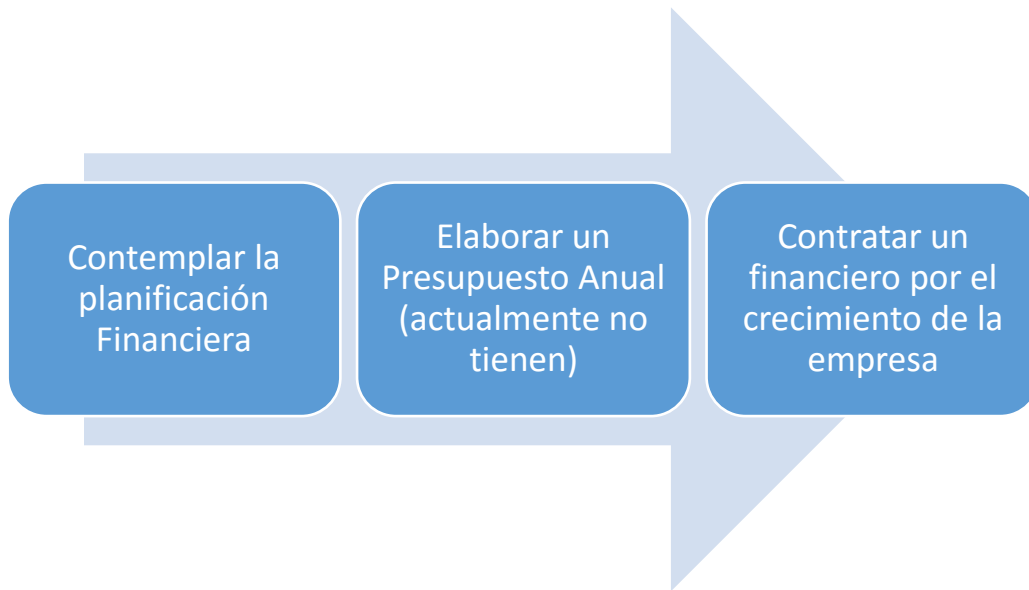 Contemplar la
planificación
Financiera
Elaborar un
Presupuesto Anual
(actualmente no
tienen)
Contratar un
financiero por el
crecimiento de la
empresa